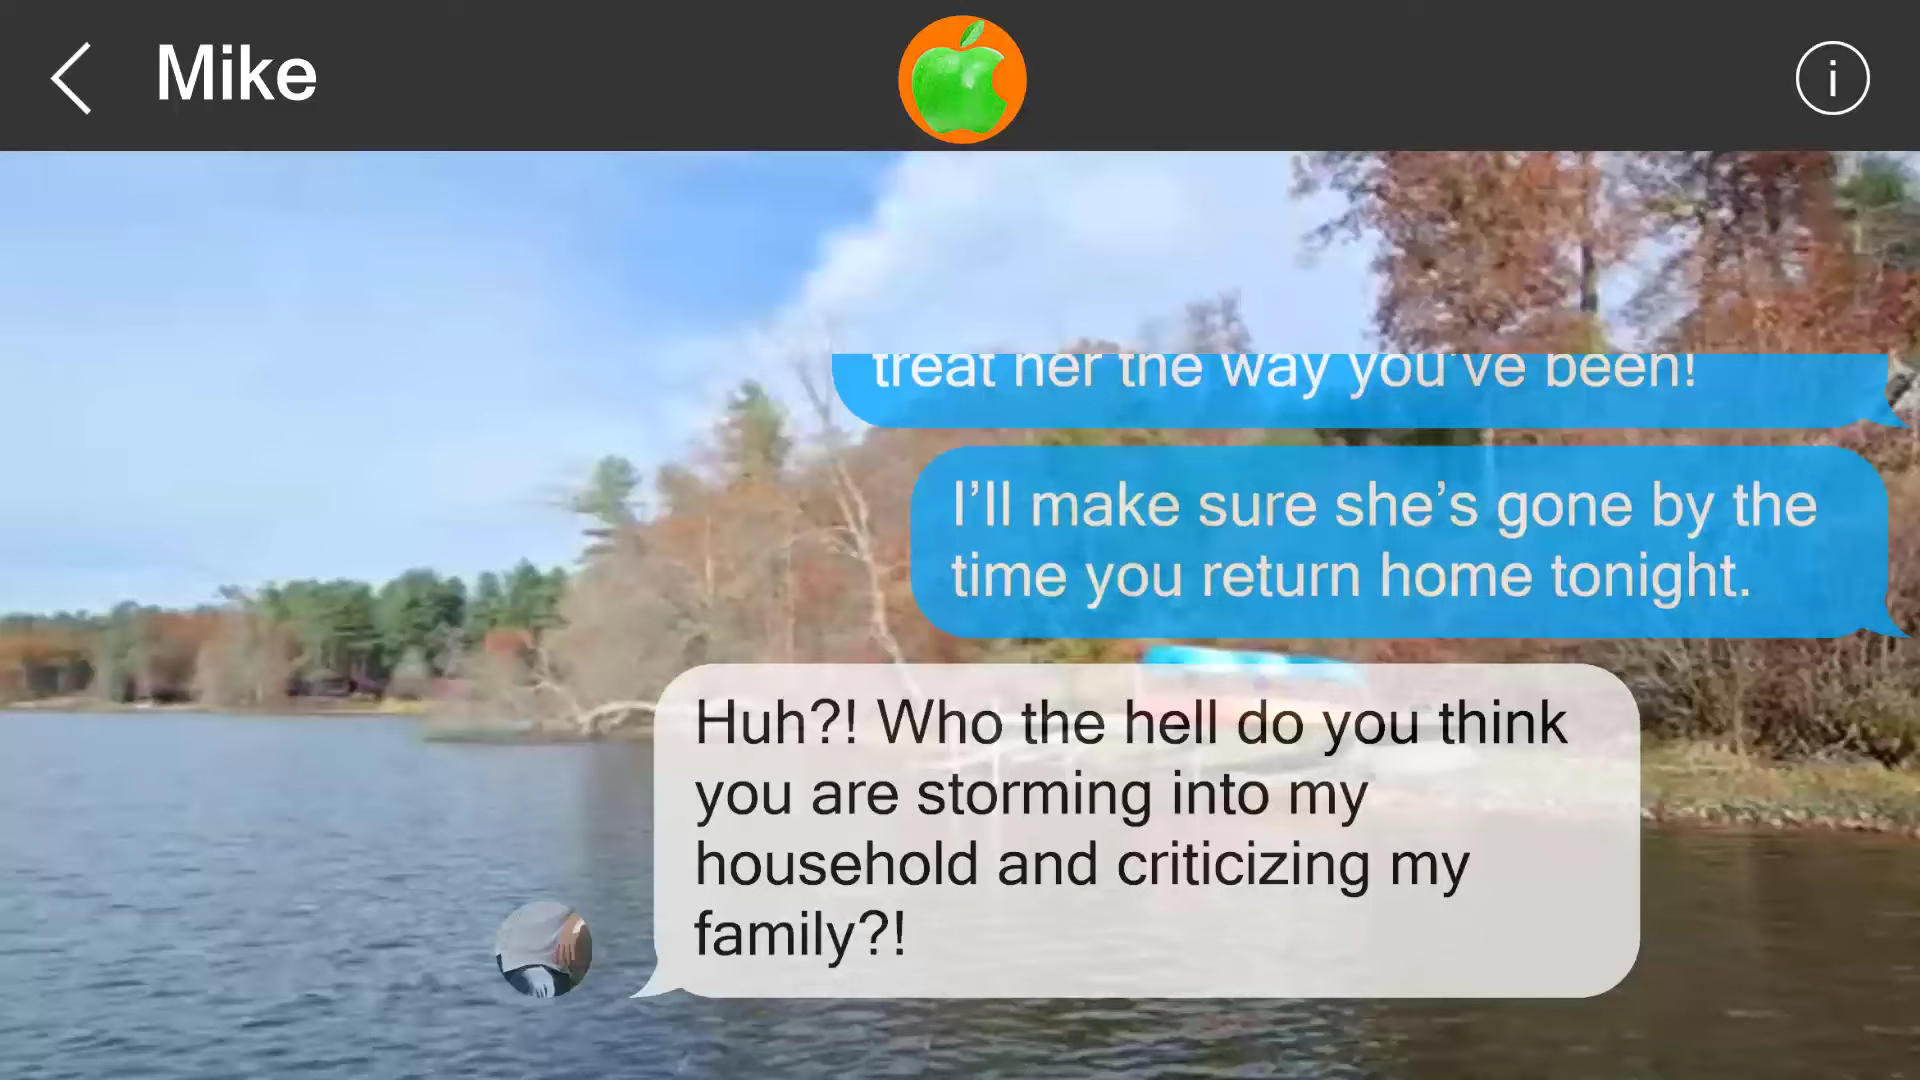 Mike
i
treat her the way you've been!
I’ll make sure she’s gone by the
time you return home tonight.
Huh?! Who the hell do you think
you are storming into my
household and criticizing my
family?!